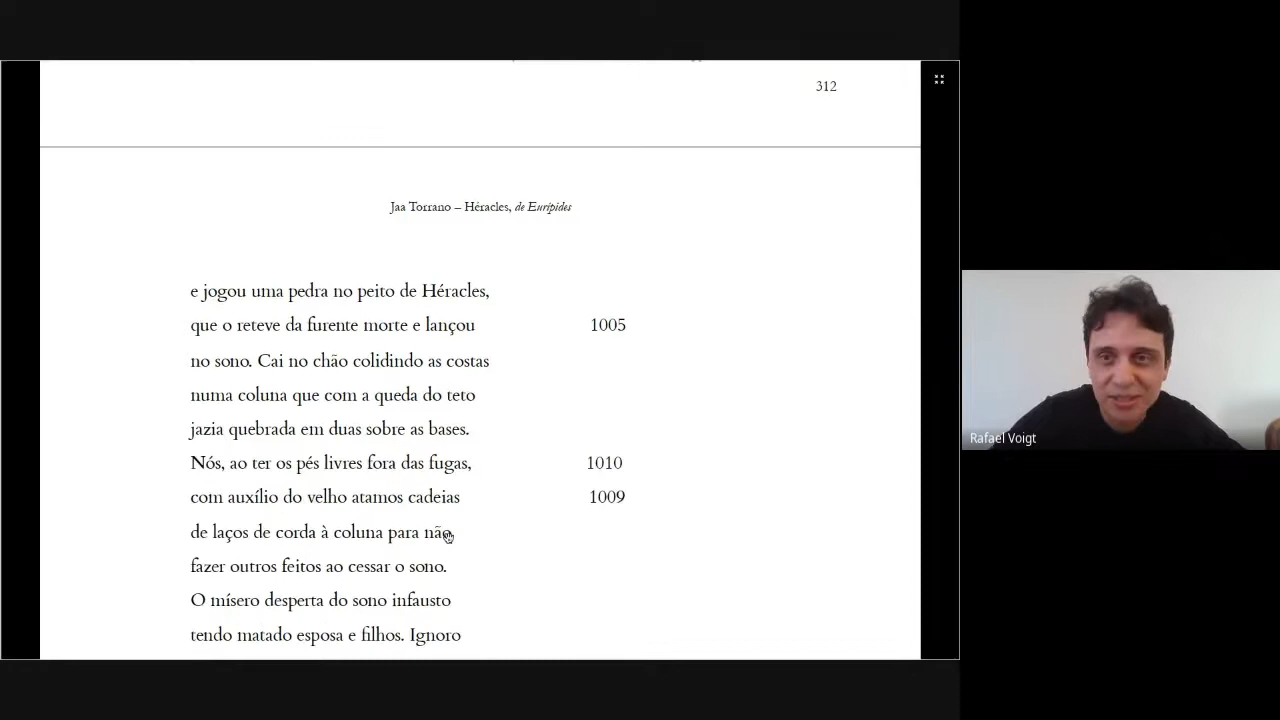 312
Jaa Torrano – Héracles, de Eurípides
e jogou uma pedra no peito de Héracles,
que o reteve da furente morte e lançou 1005
no sono. Cai no chão colidindo as costas
numa coluna que com a queda do teto
jazia quebrada em duas sobre as bases.
Nós, ao ter os pés livres fora das fugas, 1010
com auxílio do velho atamos cadeias 1009
de laços de corda à coluna para não
fazer outros feitos ao cessar o sono.
O mísero desperta do sono infausto
tendo matado esposa e filhos. Ignoro
Rafael Voigt